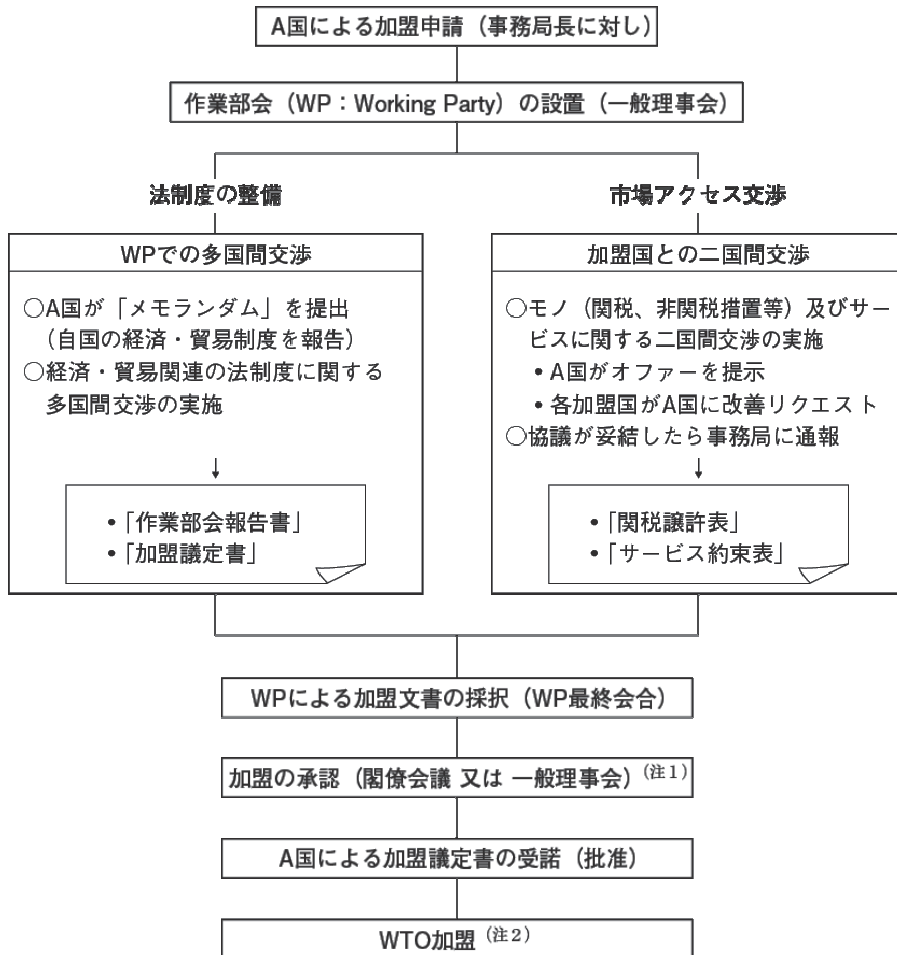 A国による加盟申請（事務局長に対し）
作業部会（WP：Working Party）の設置（一般理事会）
法制度の整備
WPでの多国間交渉
○A国が「メモランダム」を提出
（自国の経済・貿易制度を報告）
○経済・貿易関連の法制度に関する
多国間交渉の実施
・「作業部会報告書」
・「加盟議定書」
市場アクセス交渉
加盟国との二国間交渉
○モノ（関税、非関税措置等）及びサー
ビスに関する二国間交渉の実施
・A国がオファーを提示
・各加盟国がA国に改善リクエスト
○協議が妥結したら事務局に通報
・「関税譲許表」
・「サービス約束表」
WPによる加盟文書の採択（WP最終会合）
加盟の承認（閣僚会議 又は 一般理事会）（注１）
A国による加盟議定書の受諾（批准）
WTO加盟（注２）